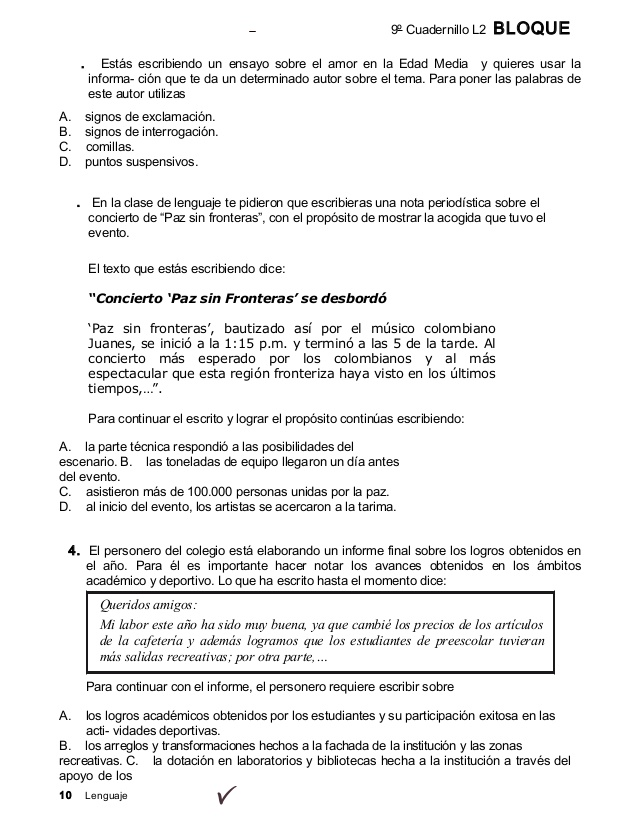 – 9º Cuadernillo L2 BLOQUE
. Estás escribiendo un ensayo sobre el amor en la Edad Media y quieres usar la
informa- ción que te da un determinado autor sobre el tema. Para poner las palabras de
este autor utilizas
A. signos de exclamación.
B. signos de interrogación.
C. comillas.
D. puntos suspensivos.
. En la clase de lenguaje te pidieron que escribieras una nota periodística sobre el
concierto de “Paz sin fronteras”, con el propósito de mostrar la acogida que tuvo el
evento.
El texto que estás escribiendo dice:
“Concierto ‘Paz sin Fronteras’ se desbordó
‘Paz sin fronteras’, bautizado así por el músico colombiano
Juanes, se inició a la 1:15 p.m. y terminó a las 5 de la tarde. Al
concierto más esperado por los colombianos y al más
espectacular que esta región fronteriza haya visto en los últimos
tiempos,…”.
Para continuar el escrito y lograr el propósito continúas escribiendo:
A. la parte técnica respondió a las posibilidades del
escenario. B. las toneladas de equipo llegaron un día antes
del evento.
C. asistieron más de 100.000 personas unidas por la paz.
D. al inicio del evento, los artistas se acercaron a la tarima.
4. El personero del colegio está elaborando un informe final sobre los logros obtenidos en
el año. Para él es importante hacer notar los avances obtenidos en los ámbitos
académico y deportivo. Lo que ha escrito hasta el momento dice:
Queridos amigos:
Mi labor este año ha sido muy buena, ya que cambié los precios de los artículos
de la cafetería y además logramos que los estudiantes de preescolar tuvieran
más salidas recreativas; por otra parte,…
Para continuar con el informe, el personero requiere escribir sobre
A. los logros académicos obtenidos por los estudiantes y su participación exitosa en las
acti- vidades deportivas.
B. los arreglos y transformaciones hechos a la fachada de la institución y las zonas
recreativas. C. la dotación en laboratorios y bibliotecas hecha a la institución a través del
apoyo de los
10 Lenguaje